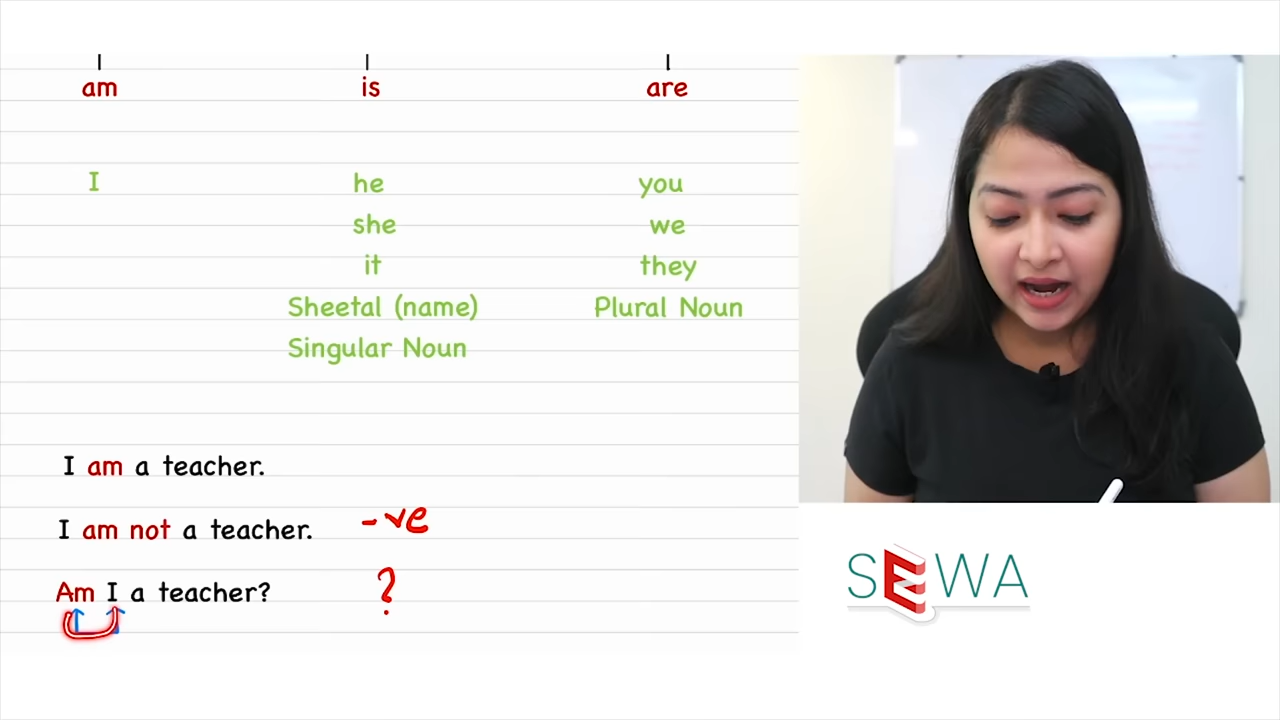 am is are
I he you
she we
it they
Sheetal (name) Plural Noun
Singular Noun
I am a teacher.
I am not a teacher. -ve
Am I a teacher? ?
SEWA